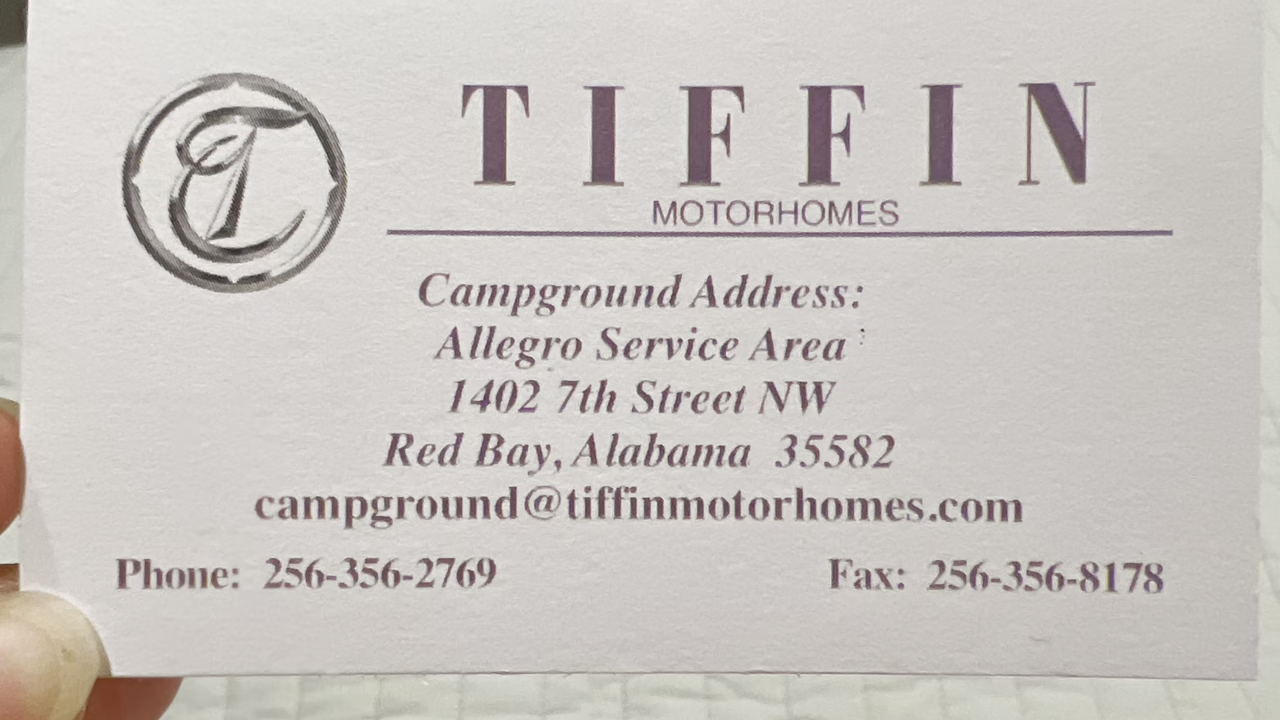 TIFFIN
MOTORHOMES
Campground Address:
Allegro Service Area
1402 7th Street NW
Red Bay, Alabama 35582
campground@tiffinmotorhomes.com
Phone: 256-356-2769 Fax: 256-356-8178